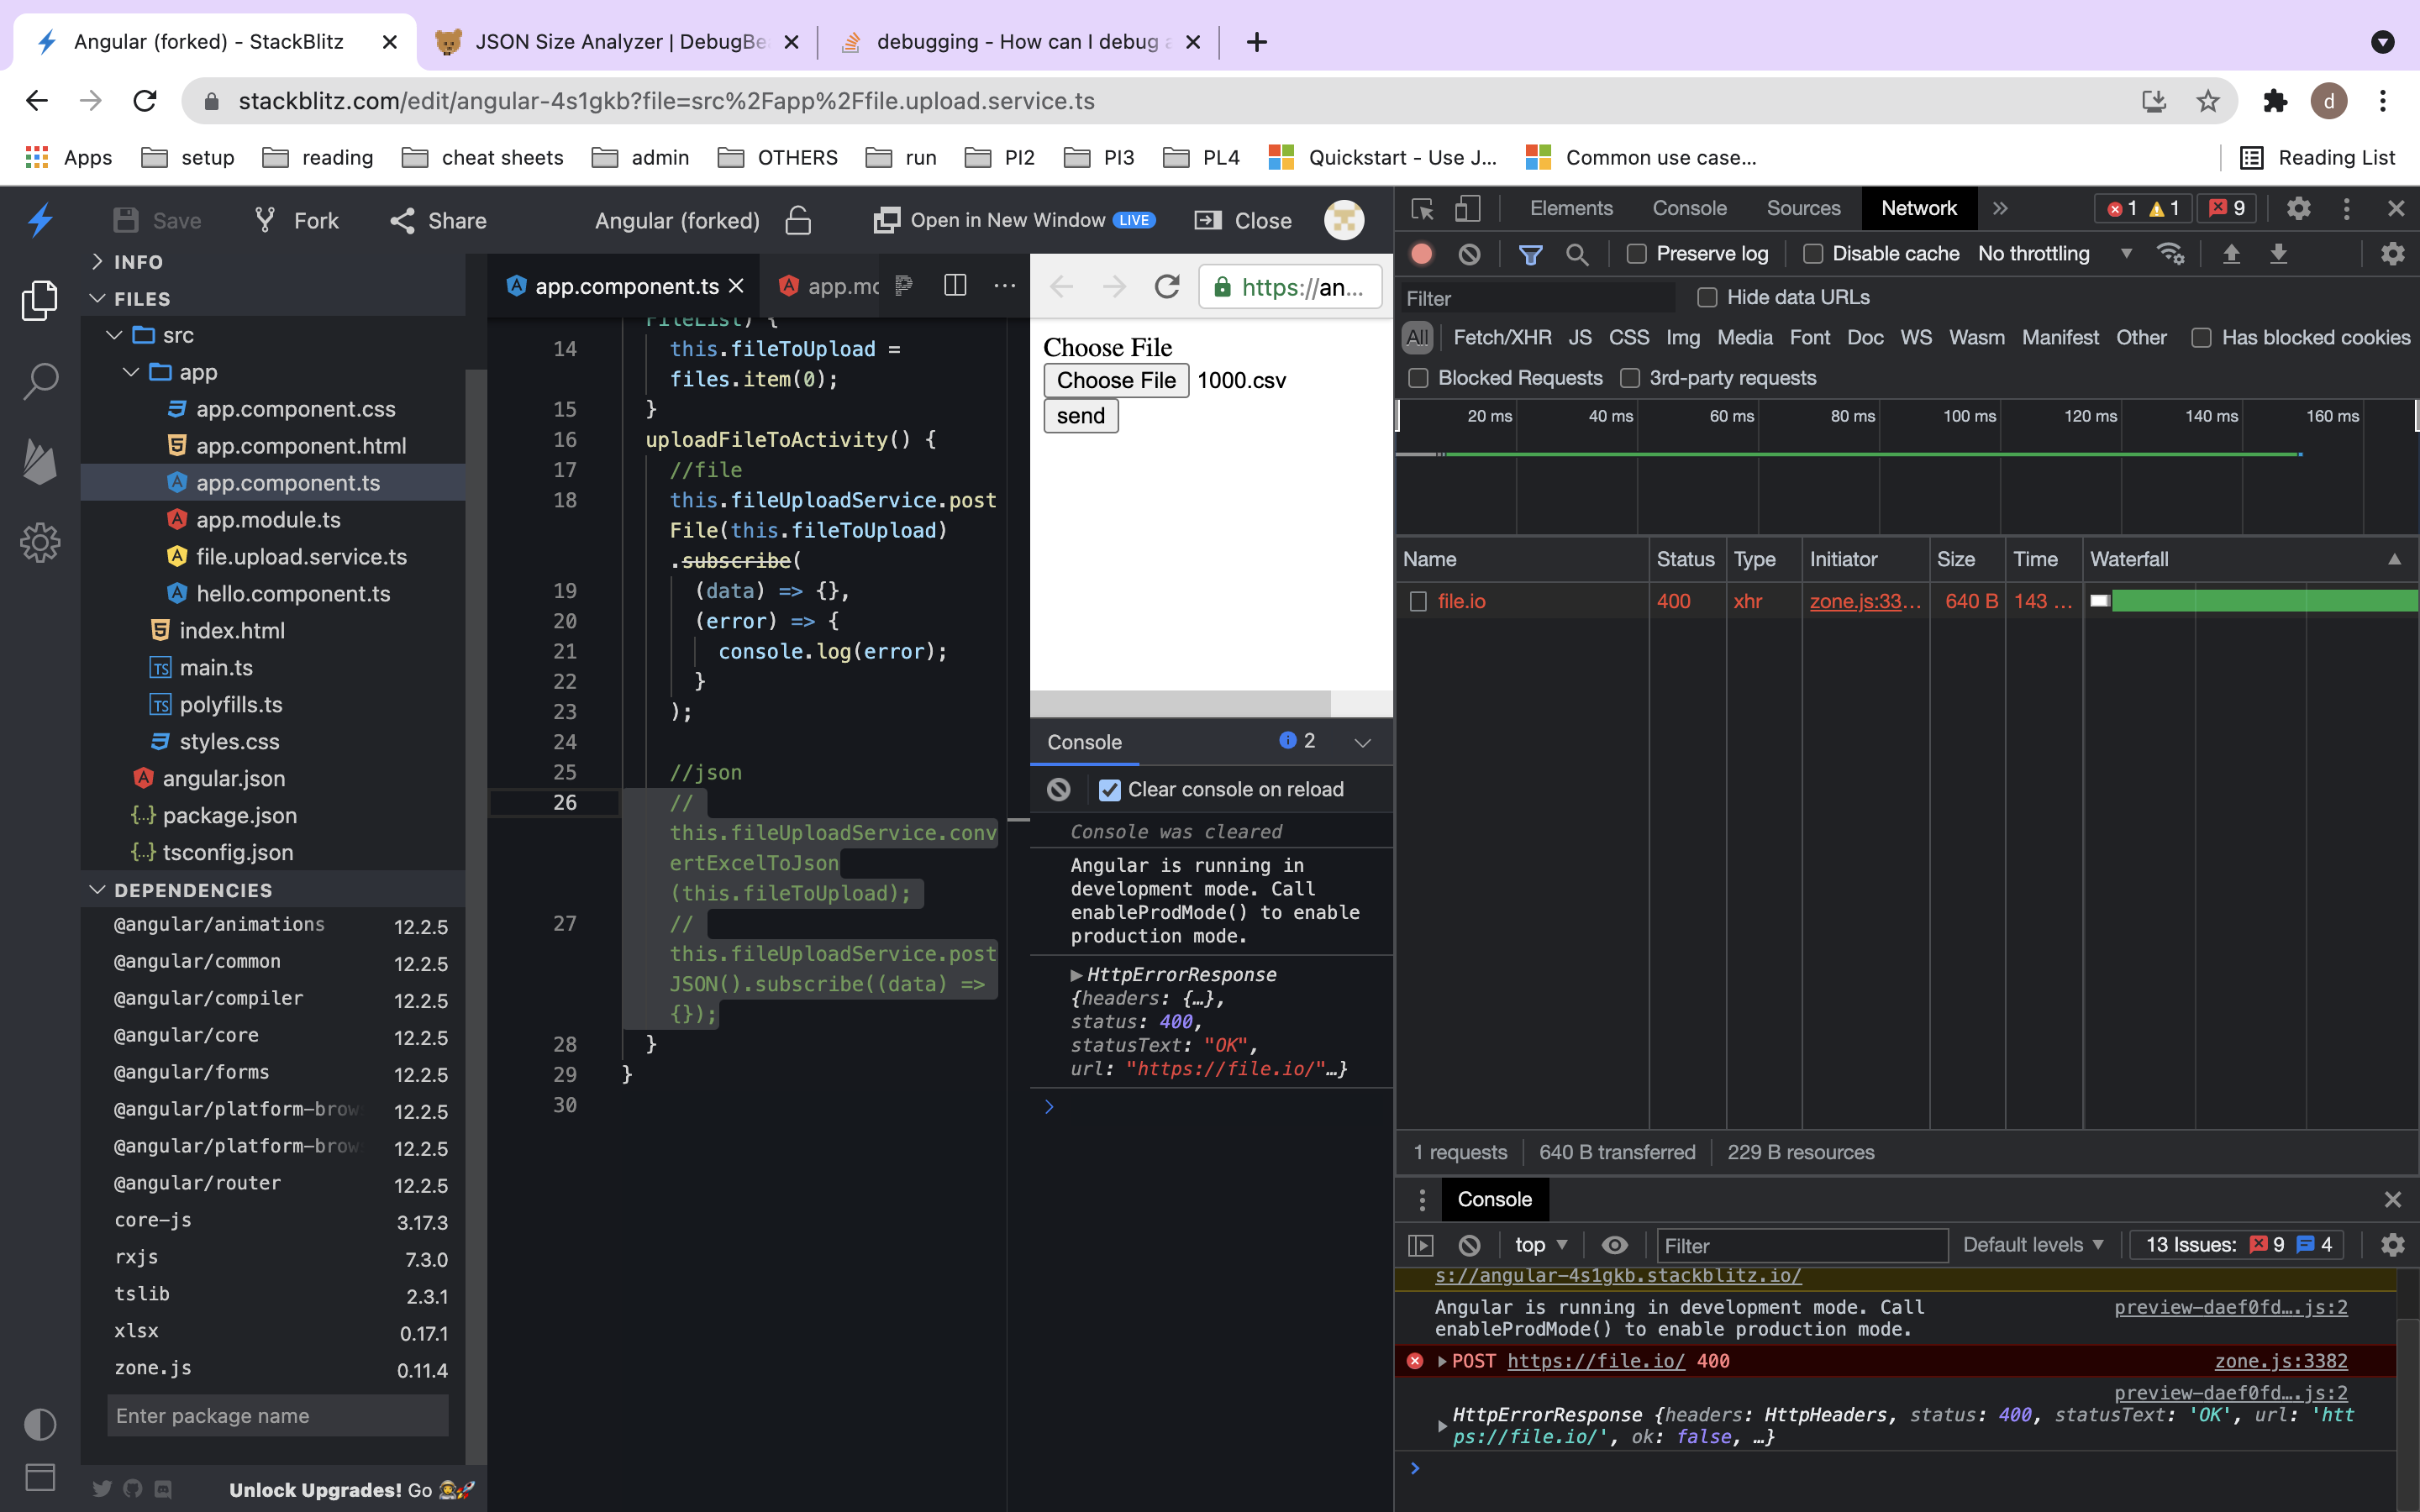 Angular (forked) - StackBlitz
JSON Size Analyzer | DebugBe
debugging - How can I debug a
stackblitz.com/edit/angular-4s1gkb?file=src%2Fapp%2Ffile.upload.service.ts
d
Apps
setup
reading
cheat sheets
admin
OTHERS
run
PI2
PI3
PL4
Quickstart - Use J...
Common use case...
Reading List
Save
Fork
Share
Angular (forked)
Open in New Window LIVE
Close
INFO
FILES
src
app
app.component.css
app.component.html
app.component.ts
app.module.ts
file.upload.service.ts
hello.component.ts
index.html
main.ts
polyfills.ts
styles.css
angular.json
package.json
tsconfig.json
DEPENDENCIES
@angular/animations 12.2.5
@angular/common 12.2.5
@angular/compiler 12.2.5
@angular/core 12.2.5
@angular/forms 12.2.5
@angular/platform-brow 12.2.5
@angular/platform-brow 12.2.5
@angular/router 12.2.5
core-js 3.17.3
rxjs 7.3.0
tslib 2.3.1
xlsx 0.17.1
zone.js 0.11.4
Enter package name
Unlock Upgrades! Go
app.component.ts
app.mo
FileList) {
14 this.fileToUpload =
files.item(0);
15 }
16 uploadFileToActivity() {
17 //file
18 this.fileUploadService.post
File(this.fileToUpload)
.subscribe(
19 (data) => {},
20 (error) => {
21 console.log(error);
22 }
23 );
24
25 //json
26 //
this.fileUploadService.conv
ertExcelToJson
(this.fileToUpload);
27 //
this.fileUploadService.post
JSON().subscribe((data) =>
{});
28 }
29 }
30
https://an...
Choose File
Choose File 1000.csv
send
Console
2
Clear console on reload
Console was cleared
Angular is running in
development mode. Call
enableProdMode() to enable
production mode.
HttpErrorResponse
{headers: {…},
status: 400,
statusText: "OK",
url: "https://file.io/"…}
Elements
Console
Sources
Network
1
1
9
Preserve log
Disable cache
No throttling
Filter
Hide data URLs
All
Fetch/XHR
JS
CSS
Img
Media
Font
Doc
WS
Wasm
Manifest
Other
Has blocked cookies
Blocked Requests
3rd-party requests
20 ms
40 ms
60 ms
80 ms
100 ms
120 ms
140 ms
160 ms
Name
Status
Type
Initiator
Size
Time
Waterfall
file.io
400
xhr
zone.js:33...
640 B
143 ...
1 requests
640 B transferred
229 B resources
Console
top
Filter
Default levels
13 Issues:
9
4
s://angular-4s1gkb.stackblitz.io/
Angular is running in development mode. Call
enableProdMode() to enable production mode.
preview-daef0fd….js:2
POST https://file.io/ 400
zone.js:3382
preview-daef0fd….js:2
HttpErrorResponse {headers: HttpHeaders, status: 400, statusText: 'OK', url: 'htt
ps://file.io/', ok: false, …}